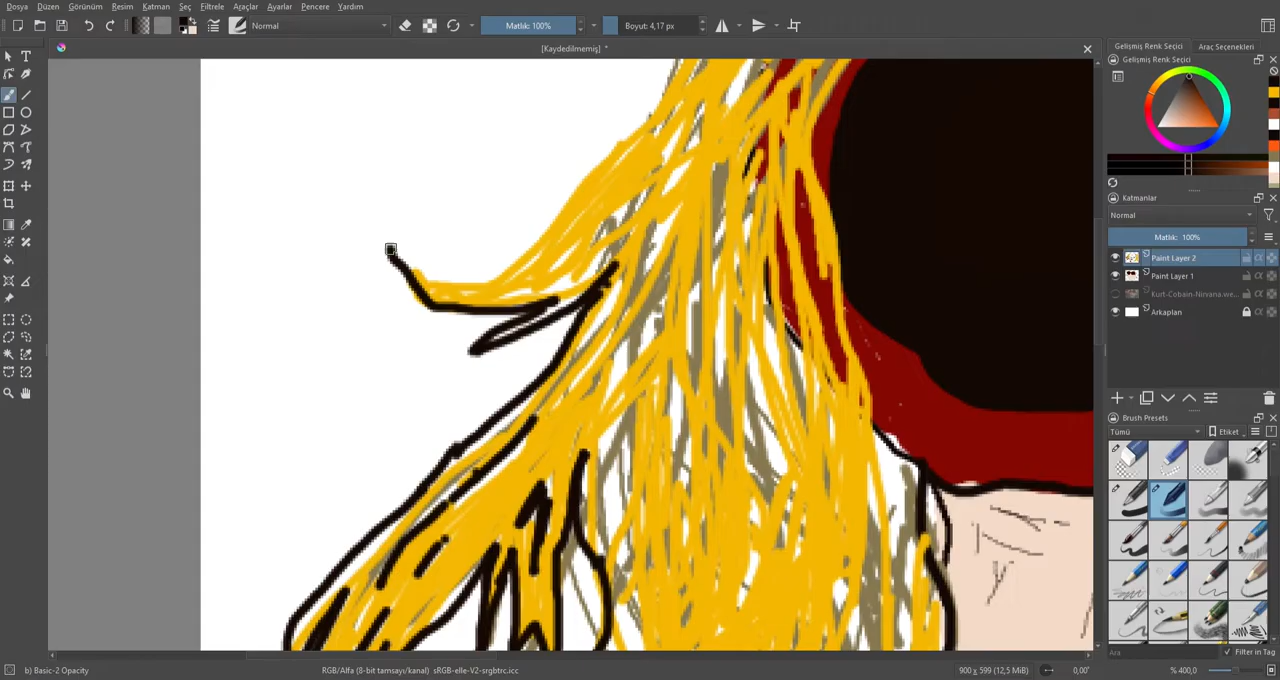 Dosya Düzen Görünüm Resim Katman Seç Filtrele Araçlar Ayarlar Pencere Yardım
Normal Matlık: 100% Boyut: 4,17 px
[Kaydedilmemiş] *
Gelişmiş Renk Seçici Araç Seçenekleri
Gelişmiş Renk Seçici
Katmanlar
Normal
Matlık: 100%
Paint Layer 2
Paint Layer 1
Kurt-Cobain-Nirvana.we...
Arkaplan
Brush Presets
Tümü Etiket
Ara Filter in Tag
b) Basic-2 Opacity RGB/Alfa (8-bit tamsayı/kanal) sRGB-elle-V2-srgbtrc.icc 900 x 599 (12,5 MiB) 0,00° % 400,0